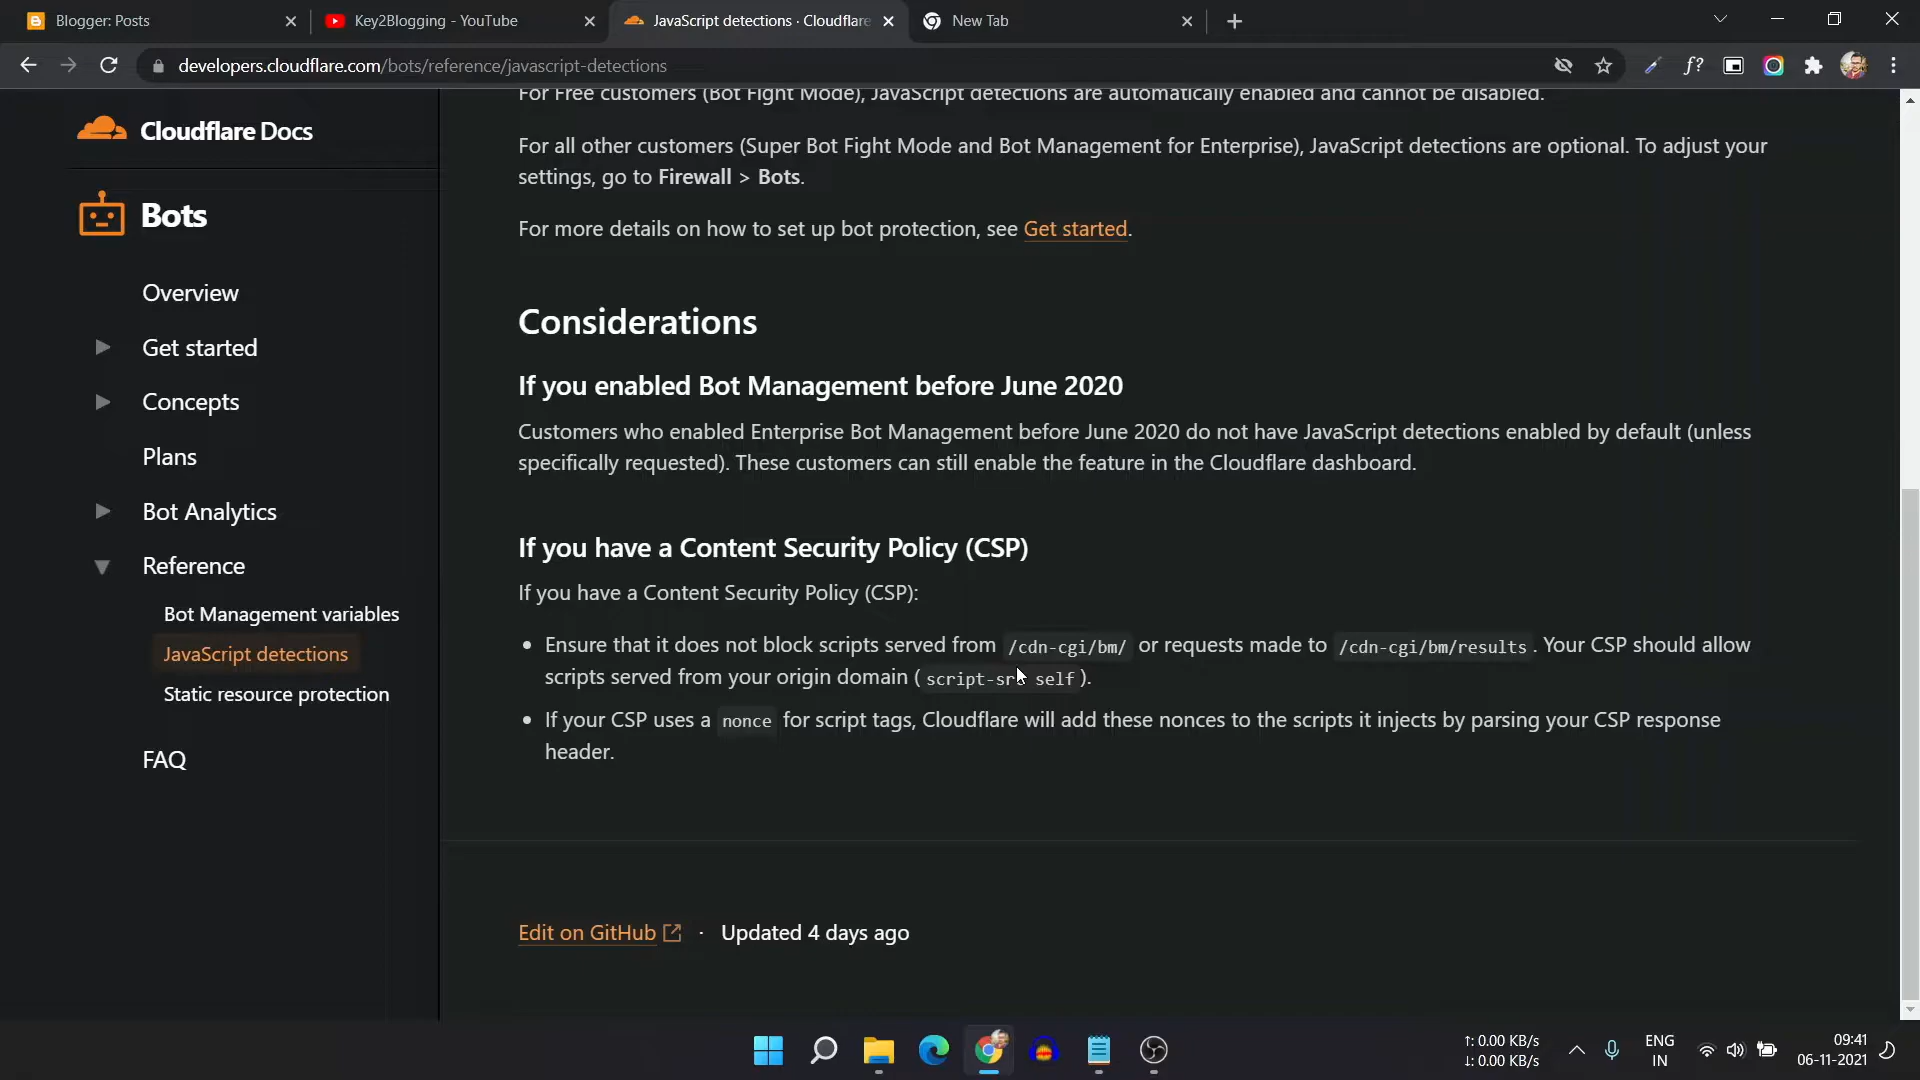 Blogger: Posts
Key2Blogging - YouTube
JavaScript detections · Cloudflare
New Tab
developers.cloudflare.com/bots/reference/javascript-detections
f?
Cloudflare Docs
Bots
Overview
Get started
Concepts
Plans
Bot Analytics
Reference
Bot Management variables
JavaScript detections
Static resource protection
FAQ
For Free customers (Bot Fight Mode), JavaScript detections are automatically enabled and cannot be disabled.
For all other customers (Super Bot Fight Mode and Bot Management for Enterprise), JavaScript detections are optional. To adjust your
settings, go to Firewall > Bots.
For more details on how to set up bot protection, see Get started.
Considerations
If you enabled Bot Management before June 2020
Customers who enabled Enterprise Bot Management before June 2020 do not have JavaScript detections enabled by default (unless
specifically requested). These customers can still enable the feature in the Cloudflare dashboard.
If you have a Content Security Policy (CSP)
If you have a Content Security Policy (CSP):
• Ensure that it does not block scripts served from /cdn-cgi/bm/ or requests made to /cdn-cgi/bm/results. Your CSP should allow
scripts served from your origin domain (script-src self).
• If your CSP uses a nonce for script tags, Cloudflare will add these nonces to the scripts it injects by parsing your CSP response
header.
Edit on GitHub · Updated 4 days ago
↑: 0.00 KB/s
↓: 0.00 KB/s
ENG
IN
09:41
06-11-2021